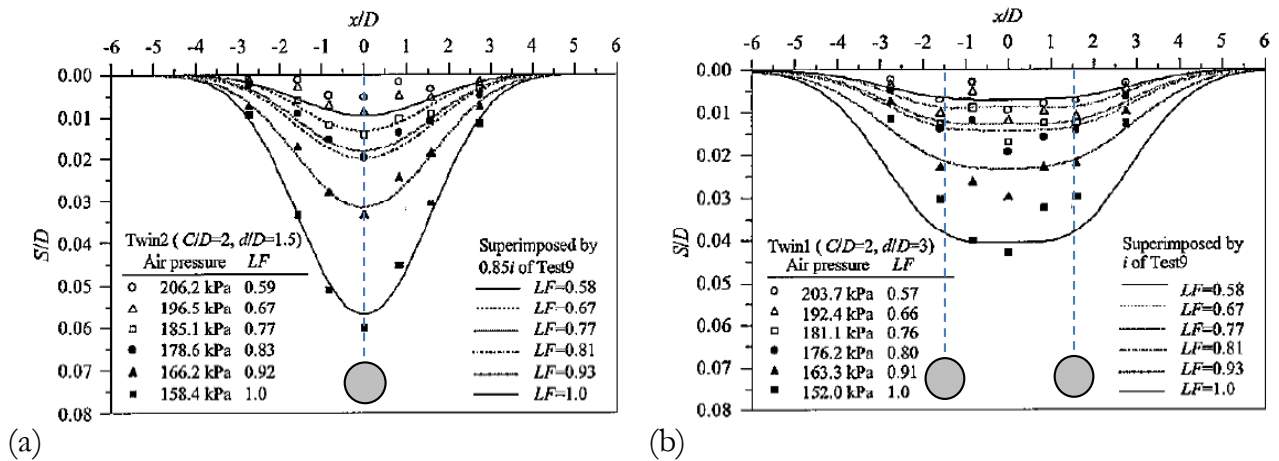 x/D
-6 -5 -4 -3 -2 -1 0 1 2 3 4 5 6
0.00
0.01
0.02
0.03
0.04
0.05
0.06
0.07
0.08
S/D
Twin2 ( C/D=2, d/D=1.5)
Air pressure LF
206.2 kPa 0.59
196.5 kPa 0.67
185.1 kPa 0.77
178.6 kPa 0.83
166.2 kPa 0.92
158.4 kPa 1.0
Superimposed by
0.85i of Test9
LF=0.58
LF=0.67
LF=0.77
LF=0.81
LF=0.93
LF=1.0
(a)
x/D
-6 -5 -4 -3 -2 -1 0 1 2 3 4 5 6
0.00
0.01
0.02
0.03
0.04
0.05
0.06
0.07
0.08
S/D
Twin1 ( C/D=2, d/D=3)
Air pressure LF
203.7 kPa 0.57
192.4 kPa 0.66
181.1 kPa 0.76
176.2 kPa 0.80
163.3 kPa 0.91
152.0 kPa 1.0
Superimposed by
i of Test9
LF=0.58
LF=0.67
LF=0.77
LF=0.81
LF=0.93
LF=1.0
(b)